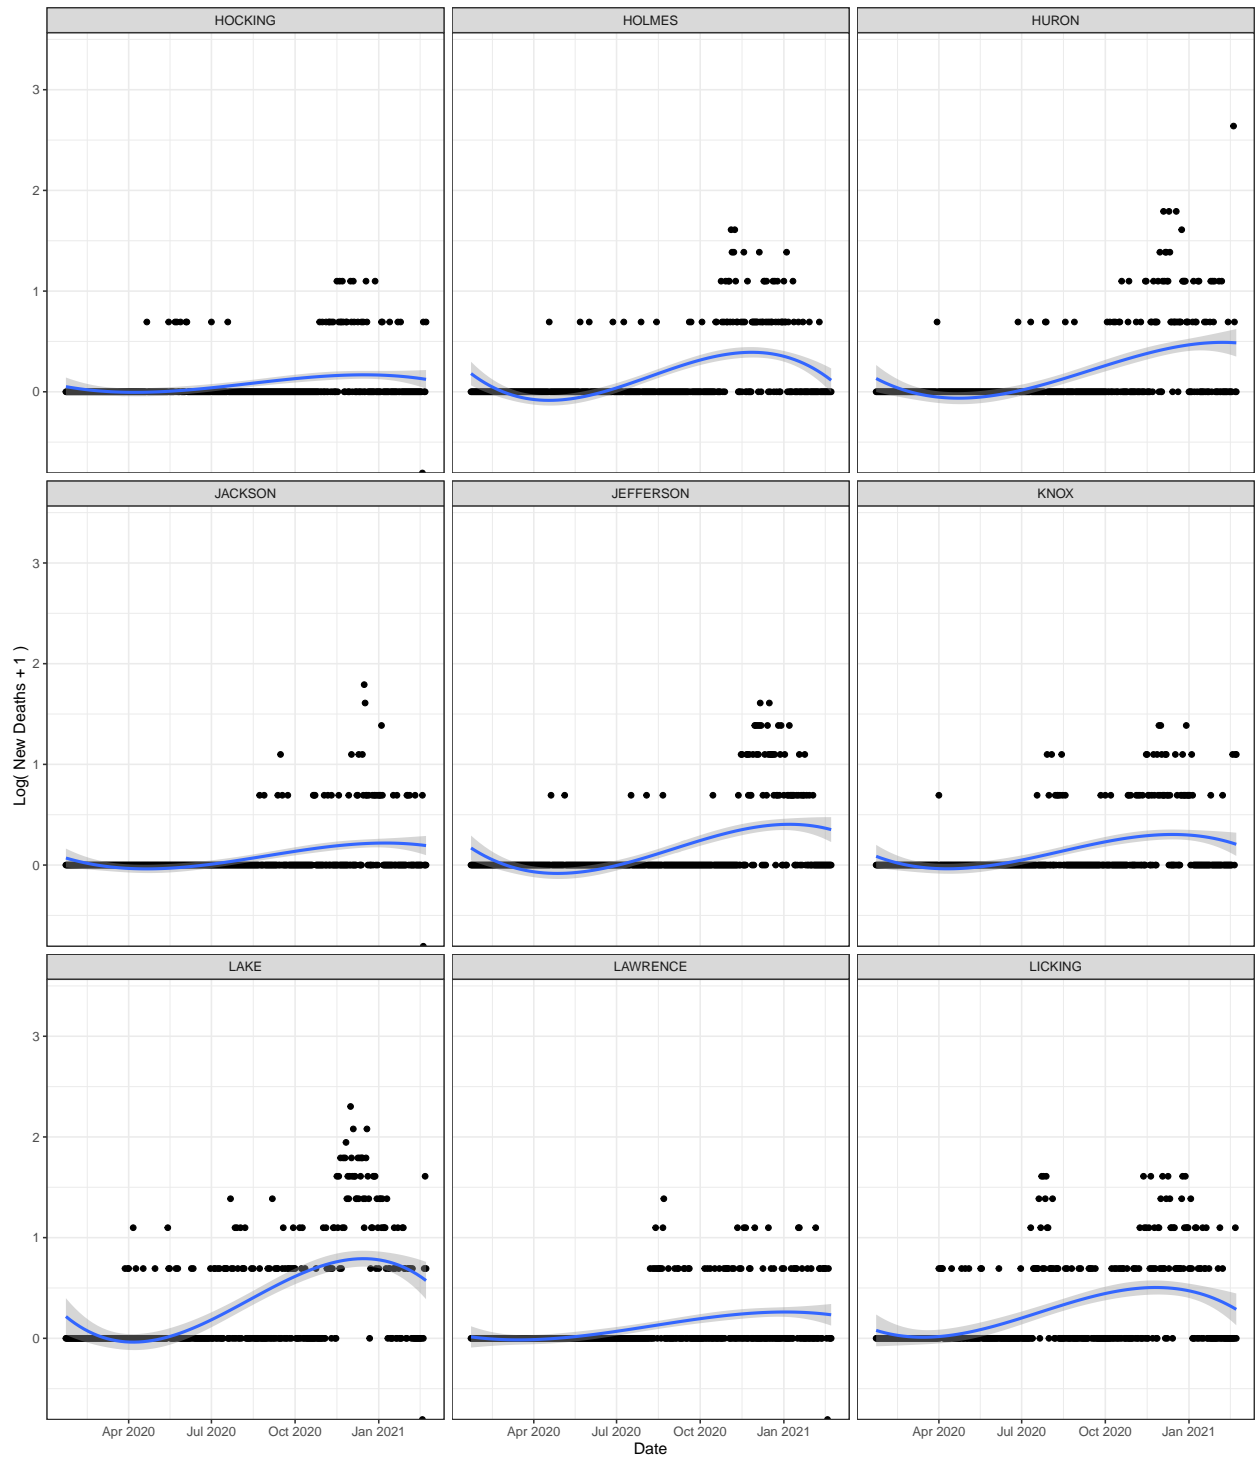 HOCKING HOLMES HURON
3
2
1
0
JACKSON JEFFERSON KNOX
3
2
1
0
Log( New Deaths + 1 )
LAKE LAWRENCE LICKING
3
2
1
0
Apr 2020 Jul 2020 Oct 2020 Jan 2021 Apr 2020 Jul 2020 Oct 2020 Jan 2021 Apr 2020 Jul 2020 Oct 2020 Jan 2021
Date